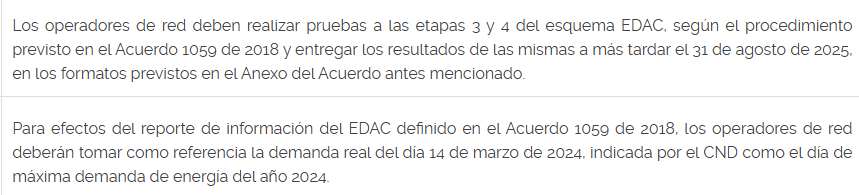 Los operadores de red deben realizar pruebas a las etapas 3 y 4 del esquema EDAC, según el procedimiento
previsto en el Acuerdo 1059 de 2018 y entregar los resultados de las mismas a más tardar el 31 de agosto de 2025,
en los formatos previstos en el Anexo del Acuerdo antes mencionado.
Para efectos del reporte de información del EDAC definido en el Acuerdo 1059 de 2018, los operadores de red
deberán tomar como referencia la demanda real del día 14 de marzo de 2024, indicada por el CND como el día de
máxima demanda de energía del año 2024.